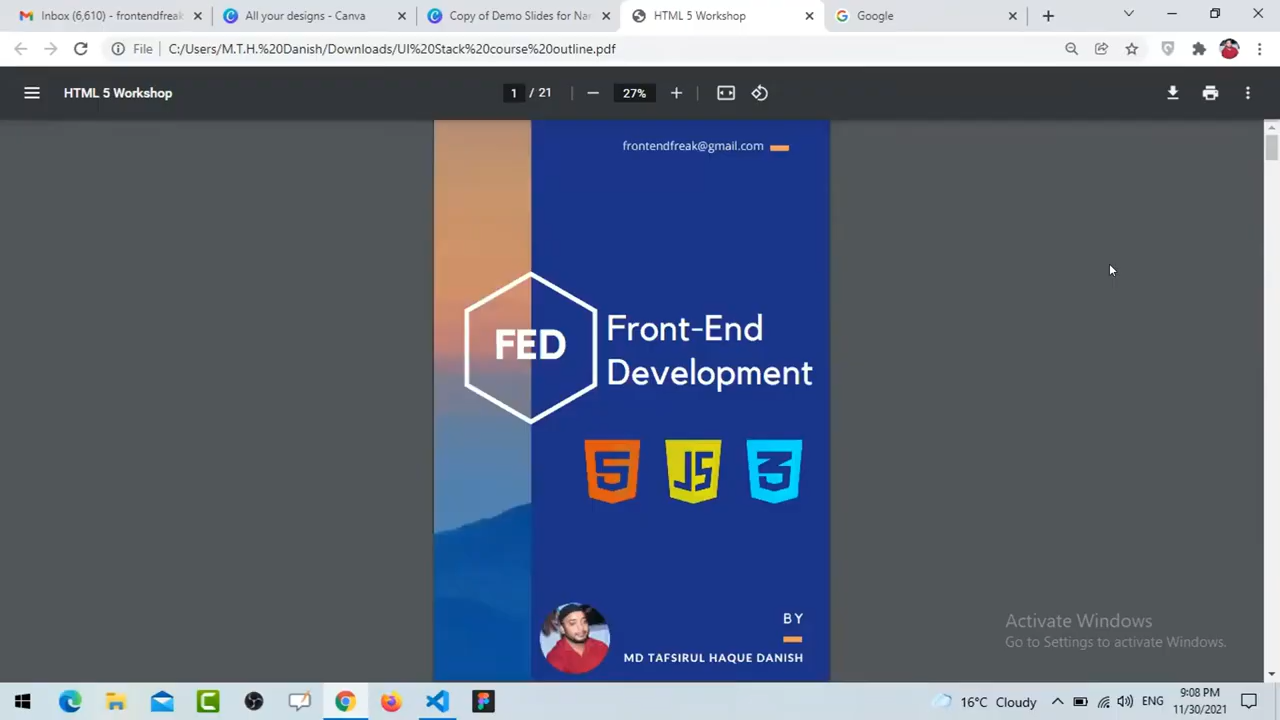 Inbox (6,610) - frontendfreak
All your designs - Canva
Copy of Demo Slides for Nar
HTML 5 Workshop
Google
File
C:/Users/M.T.H.%20Danish/Downloads/UI%20Stack%20course%20outline.pdf
HTML 5 Workshop
1 / 21
27%
frontendfreak@gmail.com
FED
Front-End
Development
5
JS
3
BY
MD TAFSIRUL HAQUE DANISH
Activate Windows
Go to Settings to activate Windows.
16°C Cloudy
ENG
9:08 PM
11/30/2021